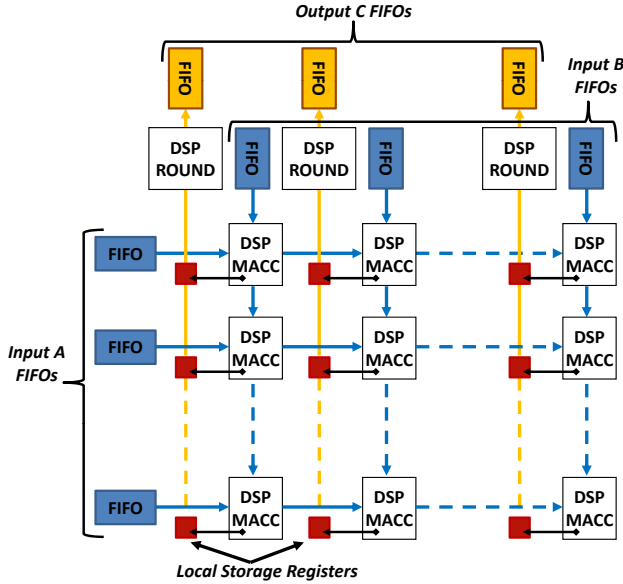 Output C FIFOs
FIFO
FIFO
FIFO
Input B
FIFOs
DSP
ROUND
DSP
ROUND
DSP
ROUND
FIFO
FIFO
FIFO
FIFO
DSP
MACC
DSP
MACC
DSP
MACC
Input A
FIFOs
FIFO
DSP
MACC
DSP
MACC
DSP
MACC
FIFO
DSP
MACC
DSP
MACC
DSP
MACC
Local Storage Registers